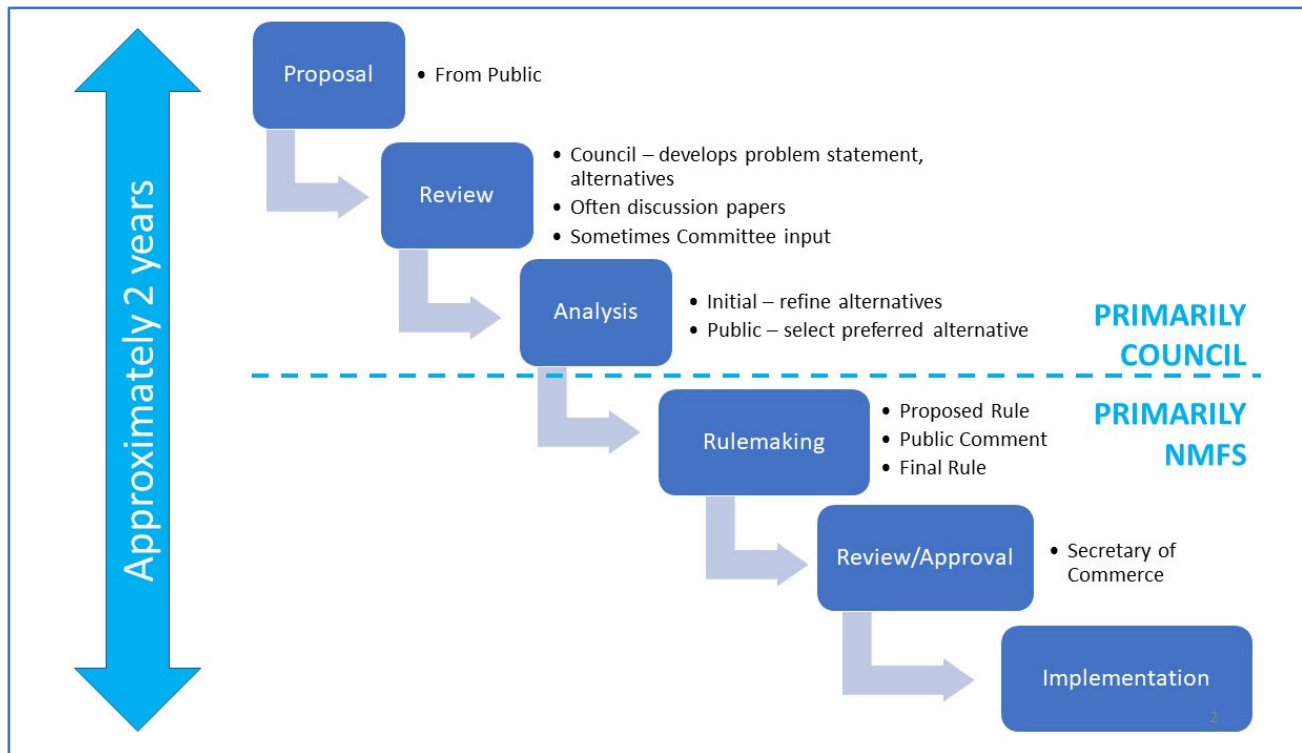 Approximately 2 years
Proposal
• From Public
Review
• Council – develops problem statement,
alternatives
• Often discussion papers
• Sometimes Committee input
Analysis
• Initial – refine alternatives
• Public – select preferred alternative
PRIMARILY
COUNCIL
PRIMARILY
NMFS
Rulemaking
• Proposed Rule
• Public Comment
• Final Rule
Review/Approval
• Secretary of
Commerce
Implementation
2